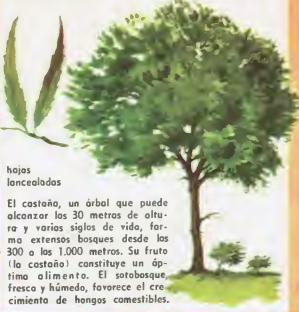 hojas
lanceoladas
El castaño, un árbol que puede
alcanzar los 30 metros de altu-
ra y varios siglos de vida, for-
ma extensos bosques desde los
300 a los 1.000 metros. Su fruto
(la castaña) constituye un óp-
timo alimento. El sotobosque,
fresco y húmedo, favorece el cre-
cimiento de hongos comestibles.